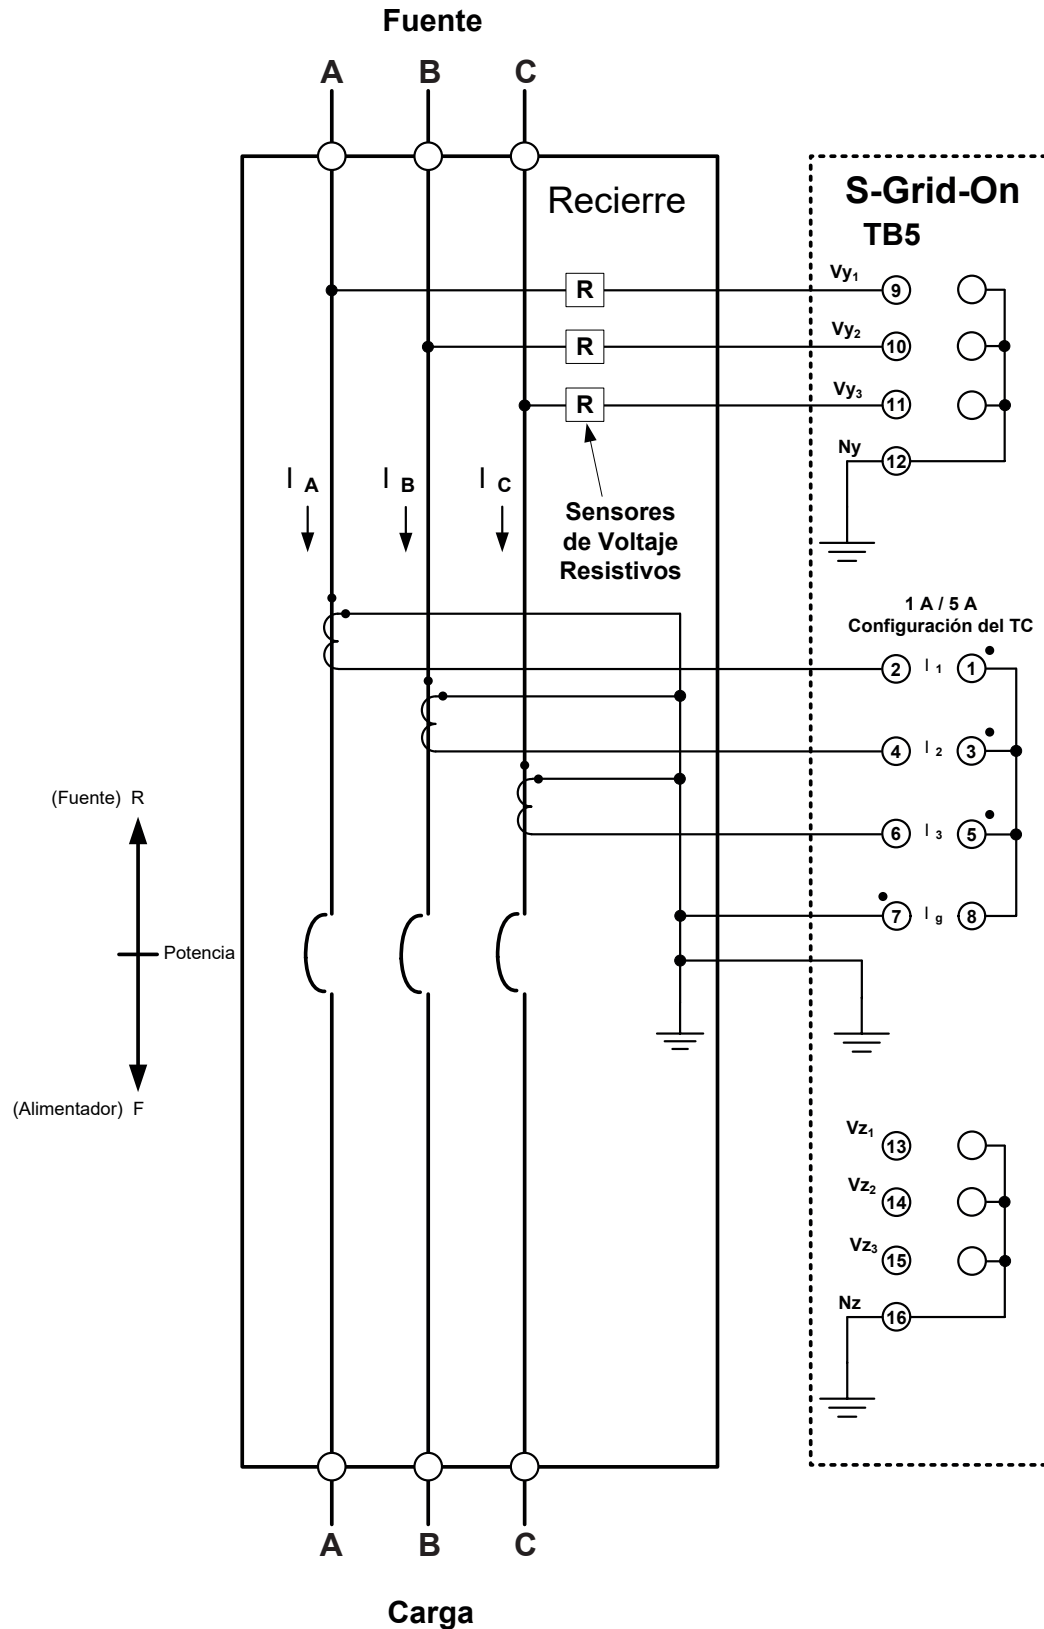 Fuente
A B C
Recierre
S-Grid-On
TB5
R Vy1 9
R Vy2 10
R Vy3 11
Ny 12
I A I B I C
Sensores
de Voltaje
Resistivos
1 A / 5 A
Configuración del TC
2 I 1 1
4 I 2 3
(Fuente) R
6 I 3 5
7 I g 8
Potencia
(Alimentador) F
Vz1 13
Vz2 14
Vz3 15
Nz 16
A B C
Carga